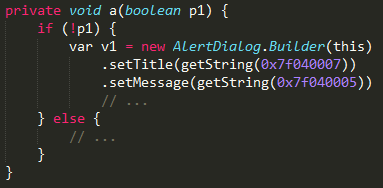 private void a(boolean p1) {
    if (!p1) {
        var v1 = new AlertDialog.Builder(this)
            .setTitle(getString(0x7f040007))
            .setMessage(getString(0x7f040005))
            // ...
    } else {
        // ...
    }
}